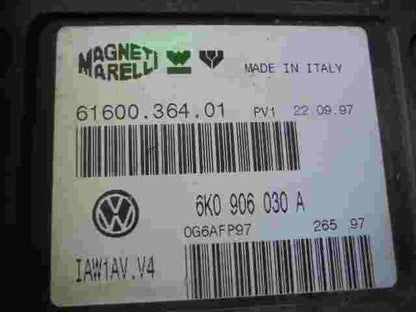 MAGNETI
MARELLI
MADE IN ITALY
61600.364.01 PV1 22.09.97
6K0 906 030 A
0G6AFP97 265 97
IAW1AV.V4